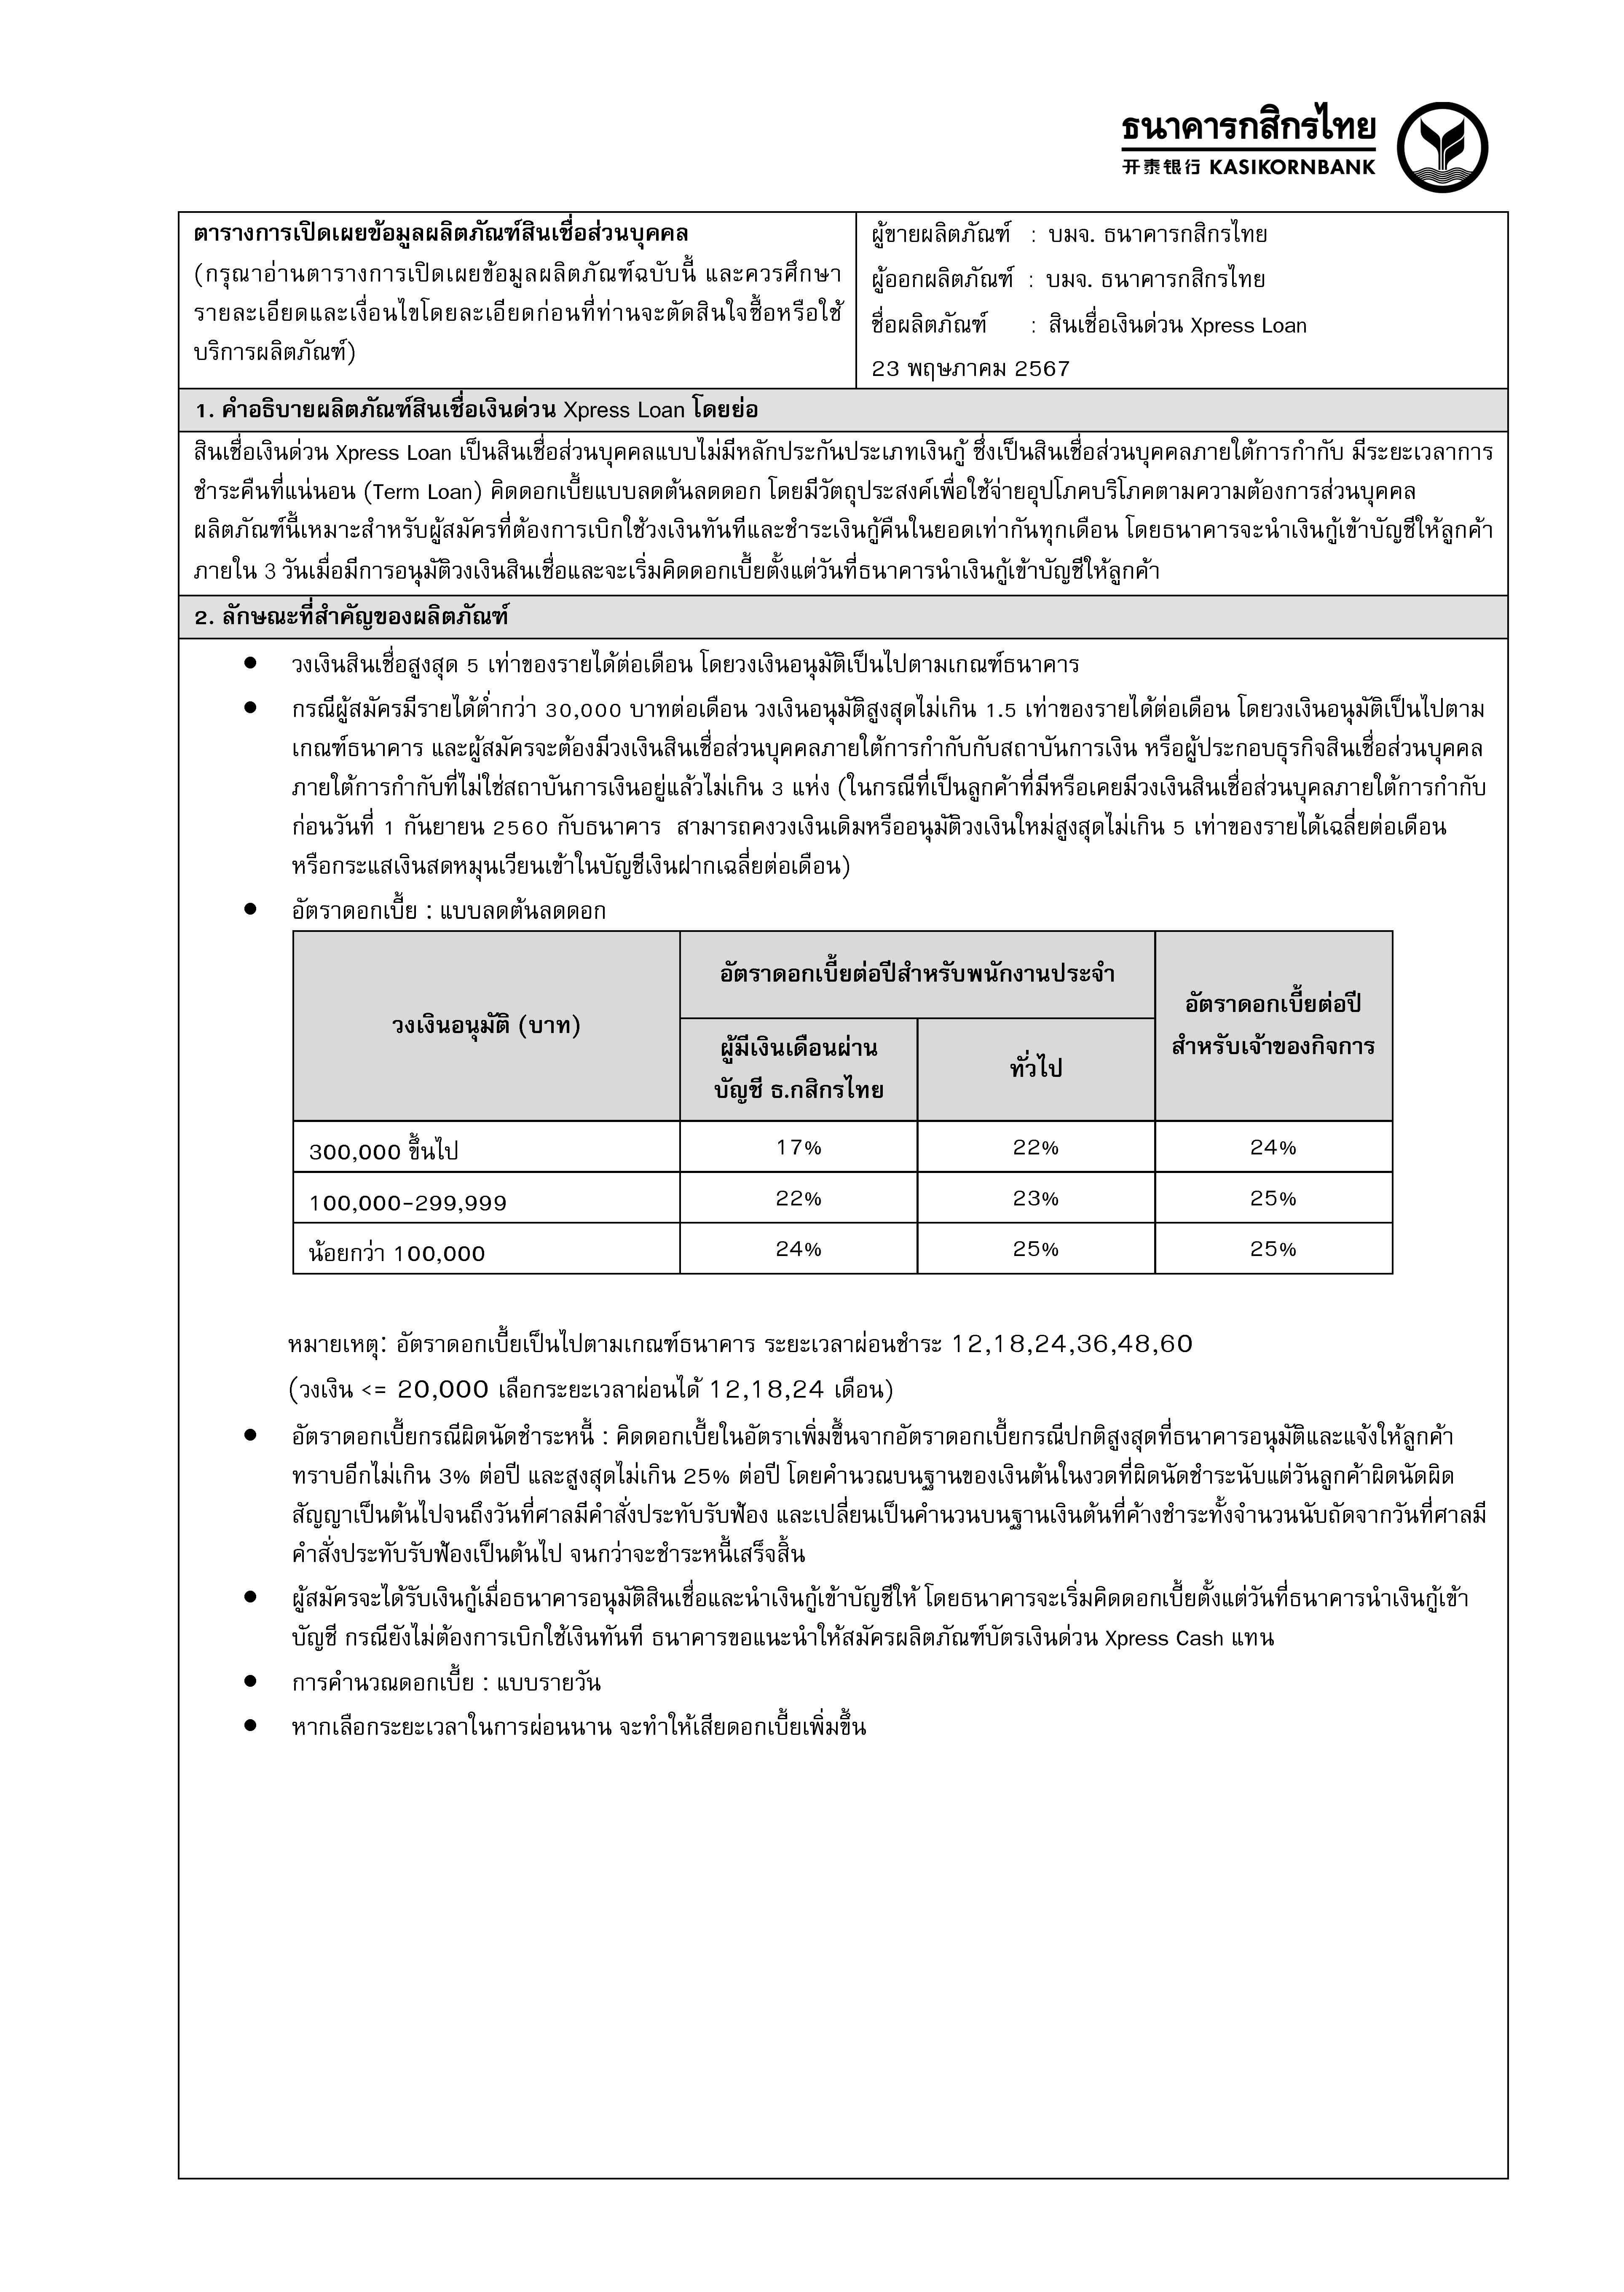 ธนาคารกสิกรไทย
开泰银行 KASIKORNBANK
ตารางการเปิดเผยข้อมูลผลิตภัณฑ์สินเชื่อส่วนบุคคล
(กรุณาอ่านตารางการเปิดเผยข้อมูลผลิตภัณฑ์ฉบับนี้ และควรศึกษา
รายละเอียดและเงื่อนไขโดยละเอียดก่อนที่ท่านจะตัดสินใจซื้อหรือใช้
บริการผลิตภัณฑ์)
ผู้ขายผลิตภัณฑ์ : บมจ. ธนาคารกสิกรไทย
ผู้ออกผลิตภัณฑ์ : บมจ. ธนาคารกสิกรไทย
ชื่อผลิตภัณฑ์ : สินเชื่อเงินด่วน Xpress Loan
23 พฤษภาคม 2567
1. คำอธิบายผลิตภัณฑ์สินเชื่อเงินด่วน Xpress Loan โดยย่อ
สินเชื่อเงินด่วน Xpress Loan เป็นสินเชื่อส่วนบุคคลแบบไม่มีหลักประกันประเภทเงินกู้ ซึ่งเป็นสินเชื่อส่วนบุคคลภายใต้การกำกับ มีระยะเวลาการ
ชำระคืนที่แน่นอน (Term Loan) คิดดอกเบี้ยแบบลดต้นลดดอก โดยมีวัตถุประสงค์เพื่อใช้จ่ายอุปโภคบริโภคตามความต้องการส่วนบุคคล
ผลิตภัณฑ์นี้เหมาะสำหรับผู้สมัครที่ต้องการเบิกใช้วงเงินทันทีและชำระเงินกู้คืนในยอดเท่ากันทุกเดือน โดยธนาคารจะนำเงินกู้เข้าบัญชีให้ลูกค้า
ภายใน 3 วันเมื่อมีการอนุมัติวงเงินสินเชื่อและจะเริ่มคิดดอกเบี้ยตั้งแต่วันที่ธนาคารนำเงินกู้เข้าบัญชีให้ลูกค้า
2. ลักษณะที่สำคัญของผลิตภัณฑ์
● วงเงินสินเชื่อสูงสุด 5 เท่าของรายได้ต่อเดือน โดยวงเงินอนุมัติเป็นไปตามเกณฑ์ธนาคาร
● กรณีผู้สมัครมีรายได้ต่ำกว่า 30,000 บาทต่อเดือน วงเงินอนุมัติสูงสุดไม่เกิน 1.5 เท่าของรายได้ต่อเดือน โดยวงเงินอนุมัติเป็นไปตาม
เกณฑ์ธนาคาร และผู้สมัครจะต้องมีวงเงินสินเชื่อส่วนบุคคลภายใต้การกำกับกับสถาบันการเงิน หรือผู้ประกอบธุรกิจสินเชื่อส่วนบุคคล
ภายใต้การกำกับที่ไม่ใช่สถาบันการเงินอยู่แล้วไม่เกิน 3 แห่ง (ในกรณีที่เป็นลูกค้าที่มีหรือเคยมีวงเงินสินเชื่อส่วนบุคลภายใต้การกำกับ
ก่อนวันที่ 1 กันยายน 2560 กับธนาคาร สามารถคงวงเงินเดิมหรืออนุมัติวงเงินใหม่สูงสุดไม่เกิน 5 เท่าของรายได้เฉลี่ยต่อเดือน
หรือกระแสเงินสดหมุนเวียนเข้าในบัญชีเงินฝากเฉลี่ยต่อเดือน)
● อัตราดอกเบี้ย : แบบลดต้นลดดอก
วงเงินอนุมัติ (บาท)
อัตราดอกเบี้ยต่อปีสำหรับพนักงานประจำ
อัตราดอกเบี้ยต่อปี
สำหรับเจ้าของกิจการ
ผู้มีเงินเดือนผ่าน
บัญชี ธ.กสิกรไทย
ทั่วไป
300,000 ขึ้นไป 17% 22% 24%
100,000-299,999 22% 23% 25%
น้อยกว่า 100,000 24% 25% 25%
หมายเหตุ: อัตราดอกเบี้ยเป็นไปตามเกณฑ์ธนาคาร ระยะเวลาผ่อนชำระ 12,18,24,36,48,60
(วงเงิน <= 20,000 เลือกระยะเวลาผ่อนได้ 12,18,24 เดือน)
● อัตราดอกเบี้ยกรณีผิดนัดชำระหนี้ : คิดดอกเบี้ยในอัตราเพิ่มขึ้นจากอัตราดอกเบี้ยกรณีปกติสูงสุดที่ธนาคารอนุมัติและแจ้งให้ลูกค้า
ทราบอีกไม่เกิน 3% ต่อปี และสูงสุดไม่เกิน 25% ต่อปี โดยคำนวณบนฐานของเงินต้นในงวดที่ผิดนัดชำระนับแต่วันลูกค้าผิดนัดผิด
สัญญาเป็นต้นไปจนถึงวันที่ศาลมีคำสั่งประทับรับฟ้อง และเปลี่ยนเป็นคำนวนบนฐานเงินต้นที่ค้างชำระทั้งจำนวนนับถัดจากวันที่ศาลมี
คำสั่งประทับรับฟ้องเป็นต้นไป จนกว่าจะชำระหนี้เสร็จสิ้น
● ผู้สมัครจะได้รับเงินกู้เมื่อธนาคารอนุมัติสินเชื่อและนำเงินกู้เข้าบัญชีให้ โดยธนาคารจะเริ่มคิดดอกเบี้ยตั้งแต่วันที่ธนาคารนำเงินกู้เข้า
บัญชี กรณียังไม่ต้องการเบิกใช้เงินทันที ธนาคารขอแนะนำให้สมัครผลิตภัณฑ์บัตรเงินด่วน Xpress Cash แทน
● การคำนวณดอกเบี้ย : แบบรายวัน
● หากเลือกระยะเวลาในการผ่อนนาน จะทำให้เสียดอกเบี้ยเพิ่มขึ้น